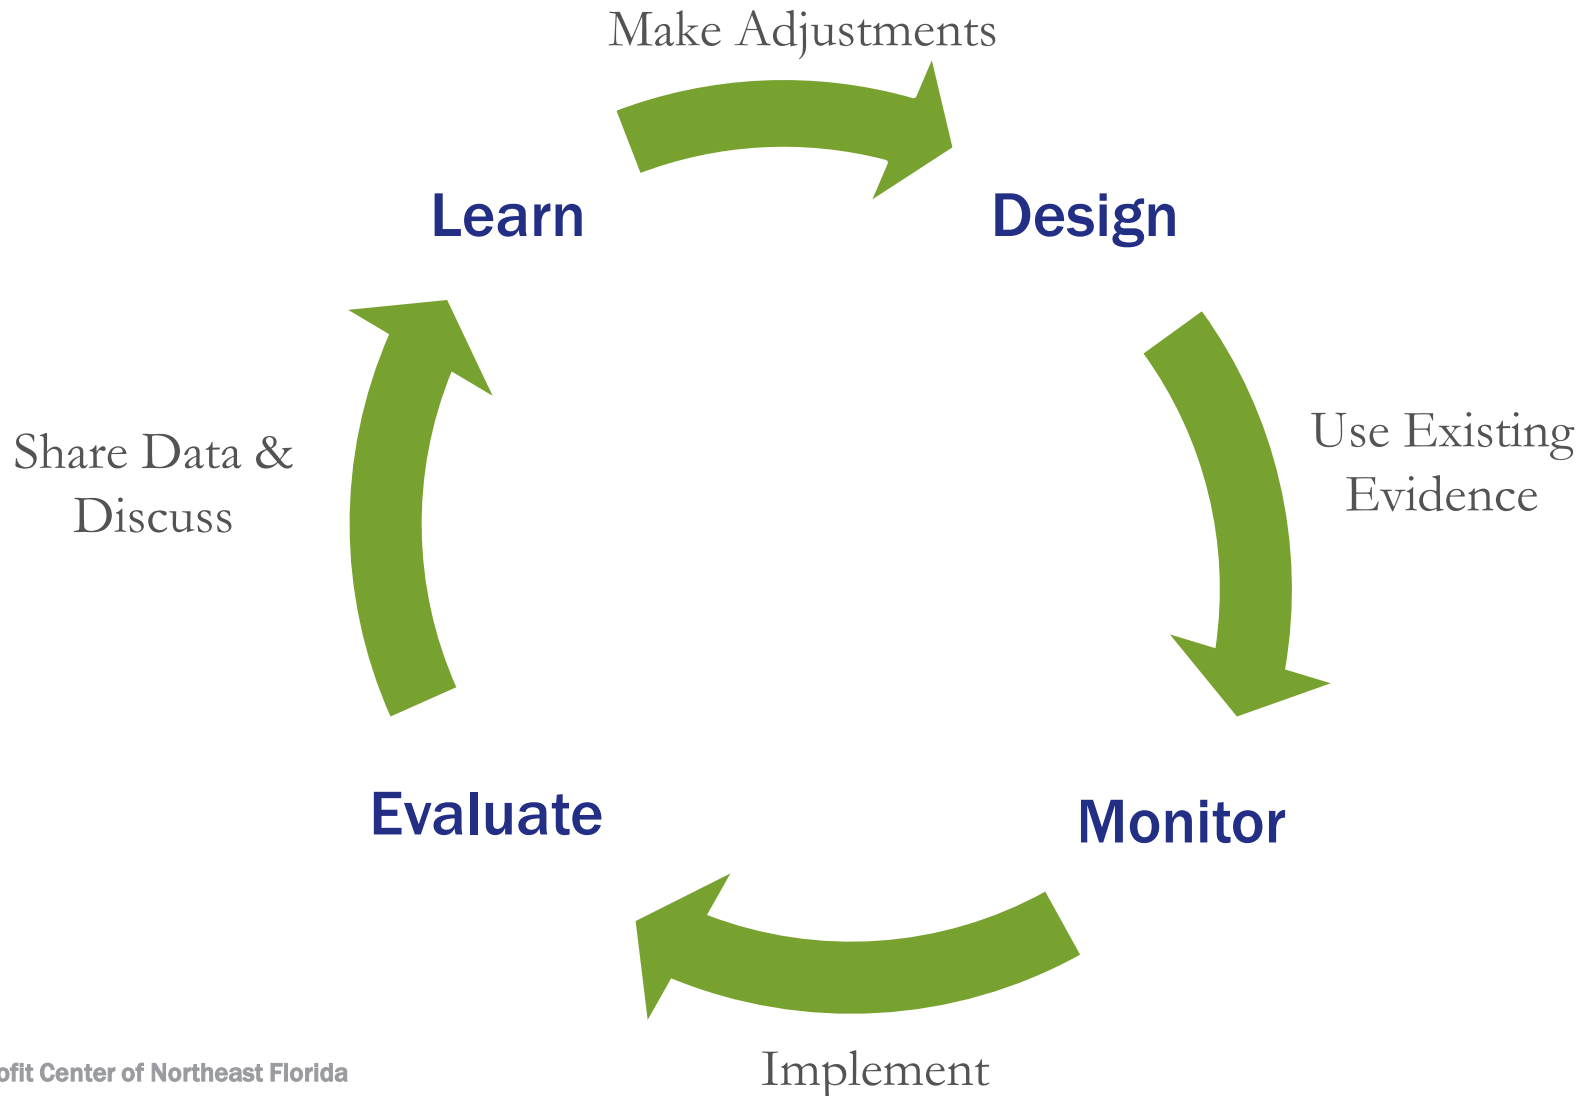 Make Adjustments
Learn
Design
Share Data &
Discuss
Use Existing
Evidence
Evaluate
Monitor
Implement
ofit Center of Northeast Florida